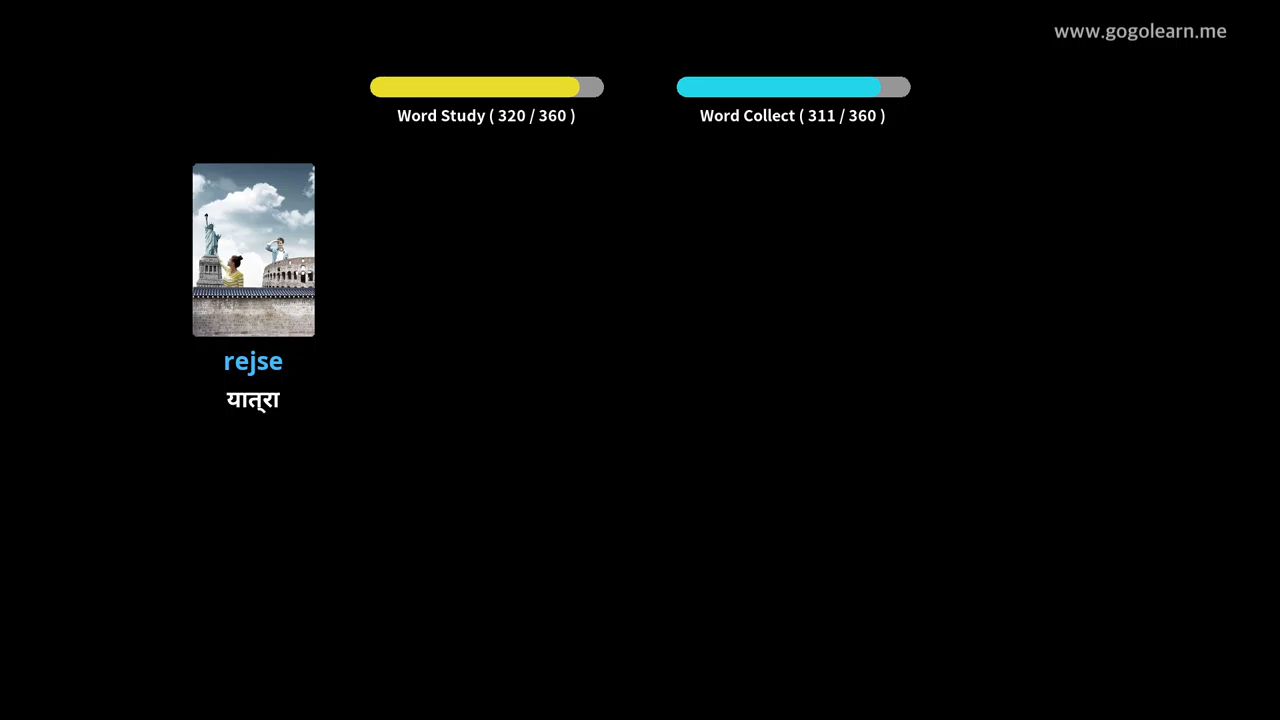 www.gogolearn.me
Word Study ( 320 / 360 )
Word Collect ( 311 / 360 )
rejse
यात्रा